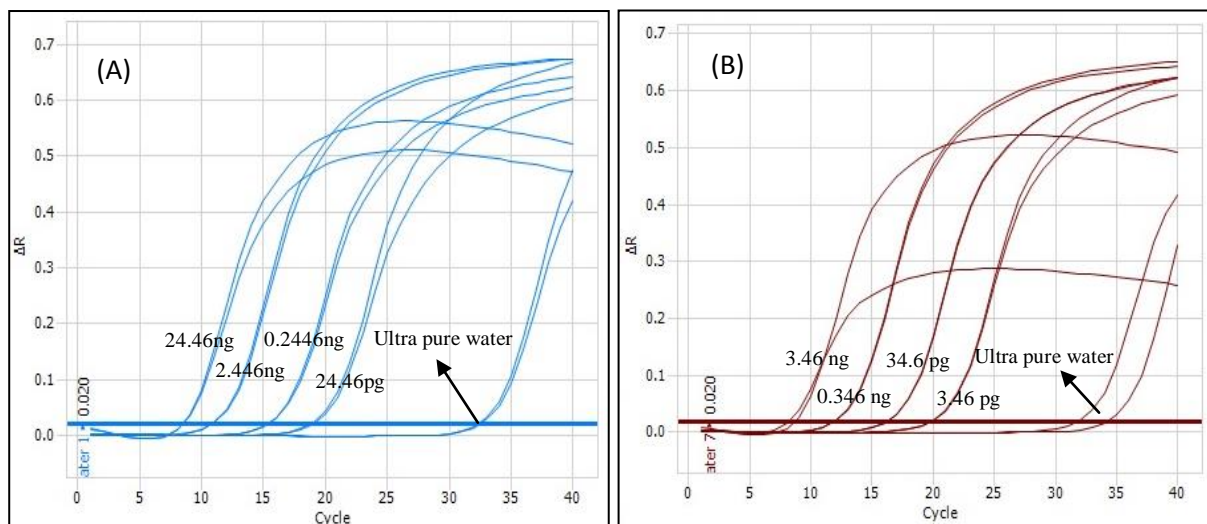 (A)
0.7
0.6
0.5
0.4
0.3
0.2
0.1
0.0
ΔR
24.46ng
2.446ng
0.2446ng
24.46pg
Ultra pure water
ater 1
0.020
0
5
10
15
20
25
30
35
40
Cycle
(B)
0.7
0.6
0.5
0.4
0.3
0.2
0.1
0.0
ΔR
3.46 ng
0.346 ng
34.6 pg
3.46 pg
Ultra pure water
ater 7
0.020
0
5
10
15
20
25
30
35
40
Cycle